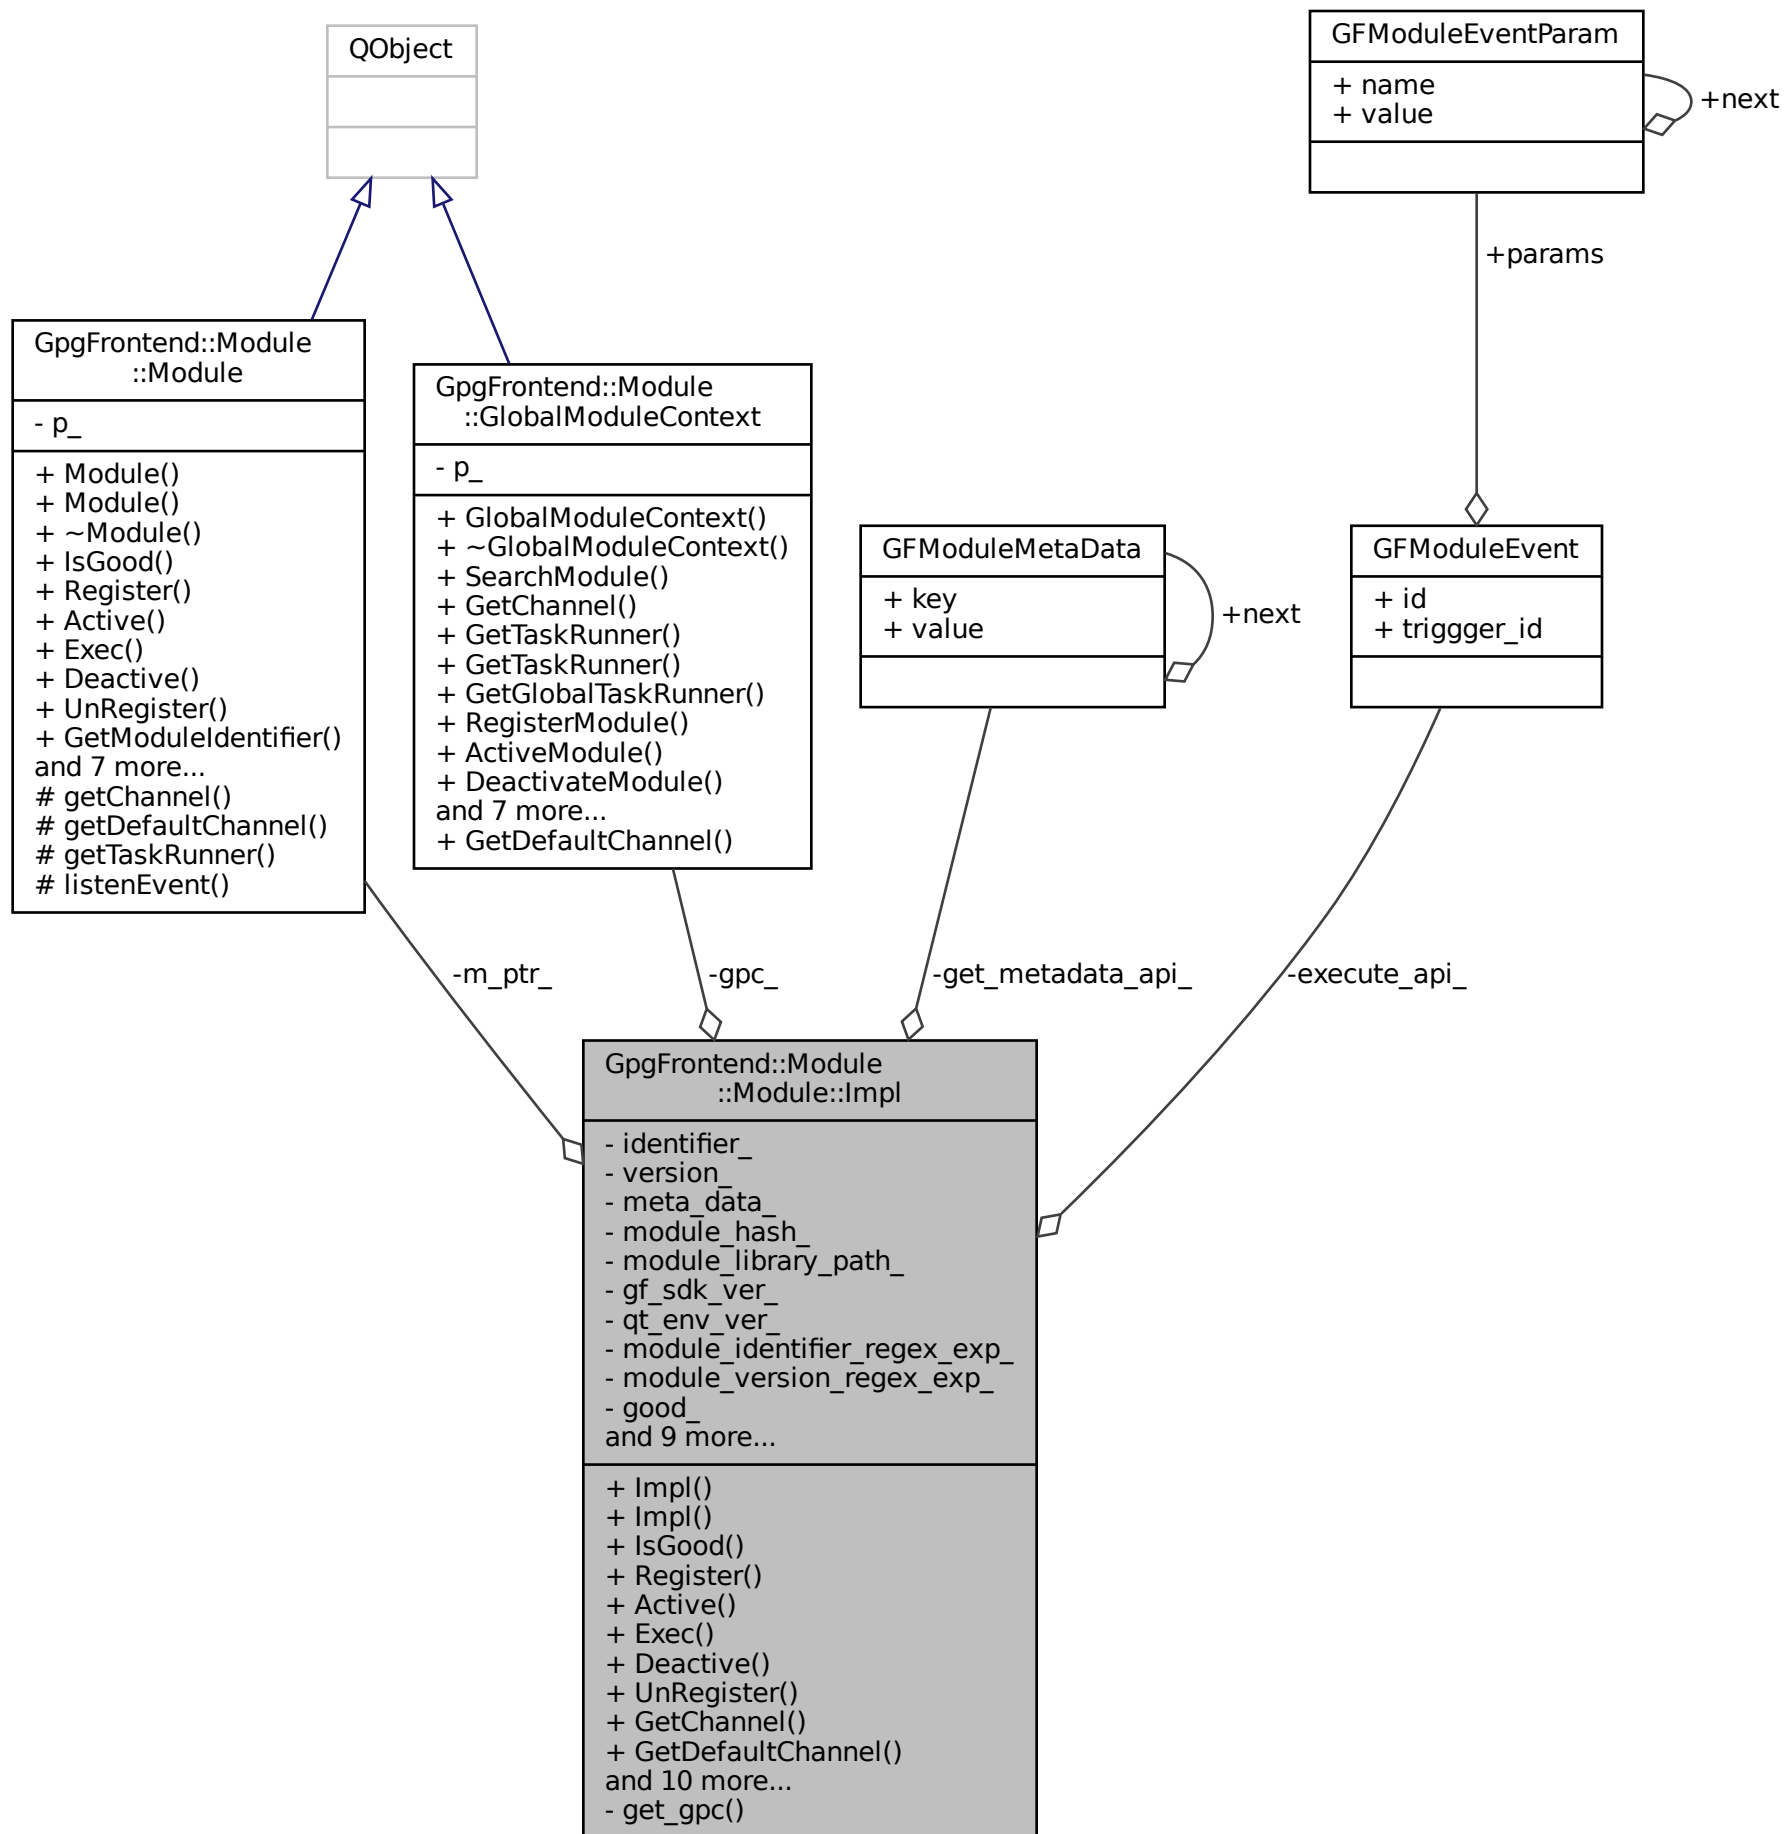 QObject
GFModuleEventParam
+ name
+ value
+next
+params
GpgFrontend::Module
::Module
- p_
+ Module()
+ Module()
+ ~Module()
+ IsGood()
+ Register()
+ Active()
+ Exec()
+ Deactive()
+ UnRegister()
+ GetModuleIdentifier()
and 7 more...
# getChannel()
# getDefaultChannel()
# getTaskRunner()
# listenEvent()
GpgFrontend::Module
::GlobalModuleContext
- p_
+ GlobalModuleContext()
+ ~GlobalModuleContext()
+ SearchModule()
+ GetChannel()
+ GetTaskRunner()
+ GetTaskRunner()
+ GetGlobalTaskRunner()
+ RegisterModule()
+ ActiveModule()
+ DeactivateModule()
and 7 more...
+ GetDefaultChannel()
GFModuleMetaData
+ key
+ value
+next
GFModuleEvent
+ id
+ triggger_id
-m_ptr_
-gpc_
-get_metadata_api_
-execute_api_
GpgFrontend::Module
::Module::Impl
- identifier_
- version_
- meta_data_
- module_hash_
- module_library_path_
- gf_sdk_ver_
- qt_env_ver_
- module_identifier_regex_exp_
- module_version_regex_exp_
- good_
and 9 more...
+ Impl()
+ Impl()
+ IsGood()
+ Register()
+ Active()
+ Exec()
+ Deactive()
+ UnRegister()
+ GetChannel()
+ GetDefaultChannel()
and 10 more...
- get_gpc()